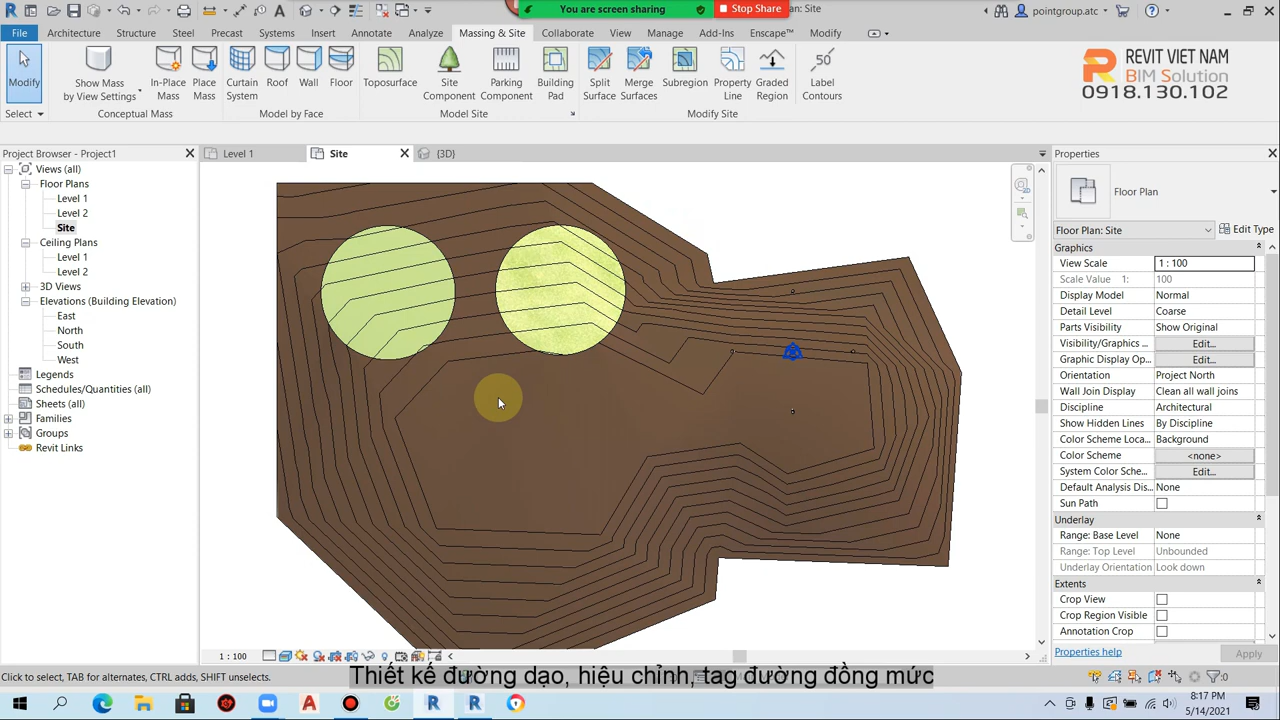 You are screen sharing
Stop Share
: Site
pointgroup.atc
File
Architecture
Structure
Steel
Precast
Systems
Insert
Annotate
Analyze
Massing & Site
Collaborate
View
Manage
Add-Ins
Enscape™
Modify
REVIT VIET NAM
BIM Solution
0918.130.102
Modify
Show Mass
by View Settings
In-Place
Mass
Place
Mass
Curtain
System
Roof
Wall
Floor
Toposurface
Site
Component
Parking
Component
Building
Pad
Split
Surface
Merge
Surfaces
Subregion
Property
Line
Graded
Region
50
Label
Contours
Select
Conceptual Mass
Model by Face
Model Site
Modify Site
Project Browser - Project1
Level 1
Site
{3D}
Properties
Views (all)
Floor Plans
Level 1
Level 2
Site
Ceiling Plans
Level 1
Level 2
3D Views
Elevations (Building Elevation)
East
North
South
West
Legends
Schedules/Quantities (all)
Sheets (all)
Families
Groups
Revit Links
Floor Plan
Floor Plan: Site
Edit Type
Graphics
View Scale 1 : 100
Scale Value 1: 100
Display Model Normal
Detail Level Coarse
Parts Visibility Show Original
Visibility/Graphics ... Edit...
Graphic Display Op... Edit...
Orientation Project North
Wall Join Display Clean all wall joins
Discipline Architectural
Show Hidden Lines By Discipline
Color Scheme Loca... Background
Color Scheme <none>
System Color Sche... Edit...
Default Analysis Dis... None
Sun Path
Underlay
Range: Base Level None
Range: Top Level Unbounded
Underlay Orientation Look down
Extents
Crop View
Crop Region Visible
Annotation Crop
Properties help
Apply
1 : 100
Click to select, TAB for alternates, CTRL adds, SHIFT unselects.
Thiết kế đường dạo, hiệu chỉnh, tag đương đồng mức
:0
8:17 PM
5/14/2021